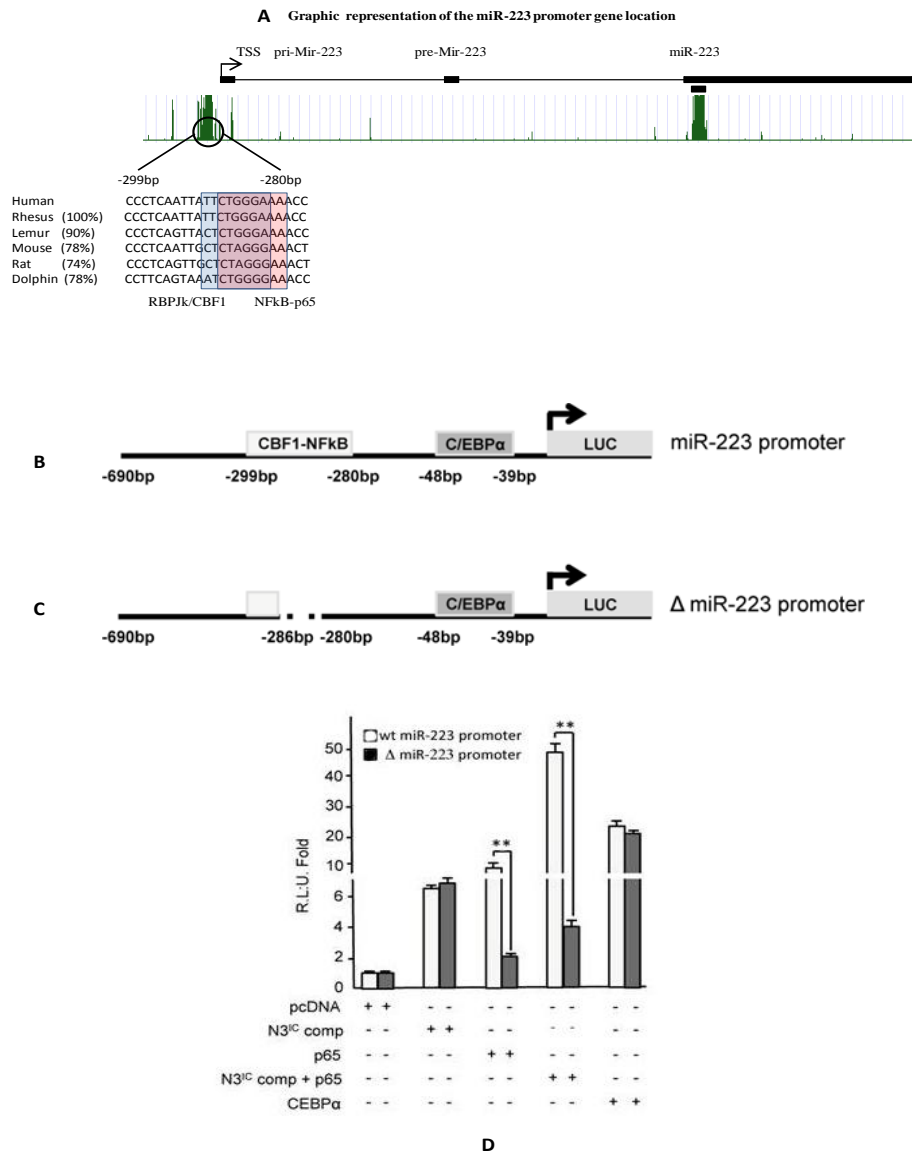 A Graphic representation of the miR-223 promoter gene location
TSS pri-Mir-223 pre-Mir-223 miR-223
-299bp -280bp
Human CCCTCAATTATTCTGGGAAAACC
Rhesus (100%) CCCTCAATTATTCTGGGAAAACC
Lemur (90%) CCCTCAGTTACTCTGGGAAAACC
Mouse (78%) CCCTCAATTGCTCTAGGGAAACT
Rat (74%) CCCTCAGTTGCTCTAGGGAAACT
Dolphin (78%) CCTTCAGTAAATCTGGGGAAACC
RBPJk/CBF1 NFkB-p65
B CBF1-NFkB C/EBPα LUC miR-223 promoter
-690bp -299bp -280bp -48bp -39bp
C C/EBPα LUC Δ miR-223 promoter
-690bp -286bp -280bp -48bp -39bp
wt miR-223 promoter
Δ miR-223 promoter
** **
R.L:U. Fold
50
40
30
20
10
6
4
2
0
pcDNA + + - - - - - - - -
N3IC comp - - + + - - - - - -
p65 - - - - + + - - - -
N3IC comp + p65 - - - - - - + + - -
CEBPα - - - - - - - - + +
D